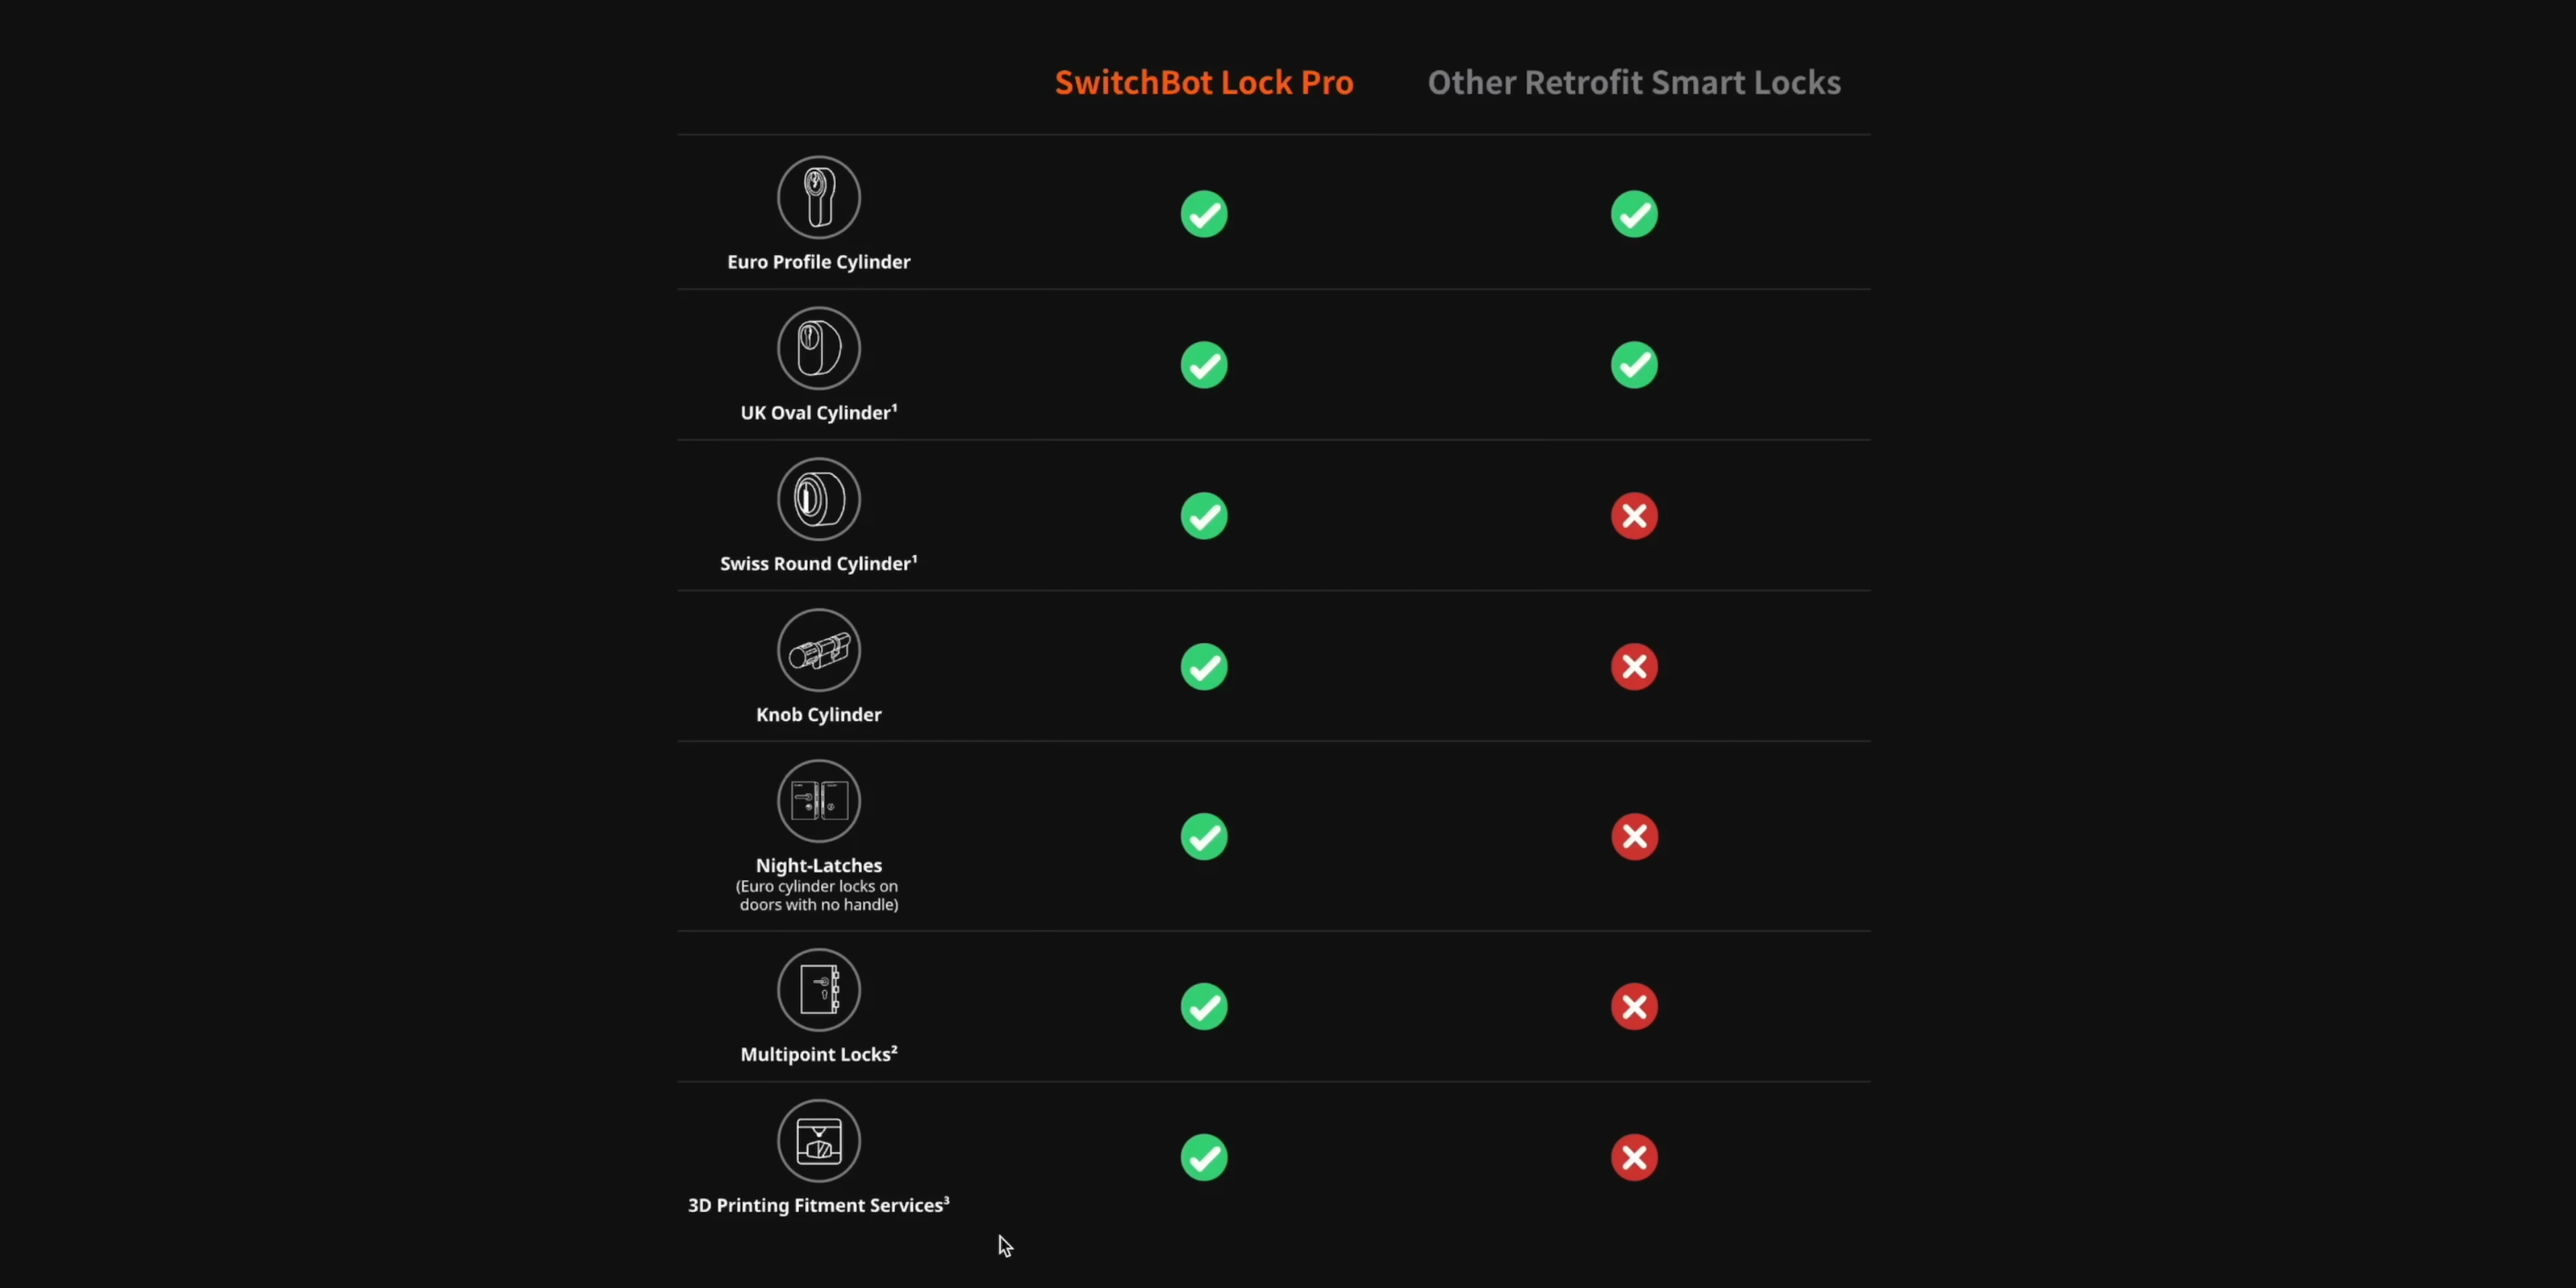 SwitchBot Lock Pro
Other Retrofit Smart Locks
Euro Profile Cylinder
UK Oval Cylinder¹
Swiss Round Cylinder¹
Knob Cylinder
Night-Latches
(Euro cylinder locks on
doors with no handle)
Multipoint Locks²
3D Printing Fitment Services³